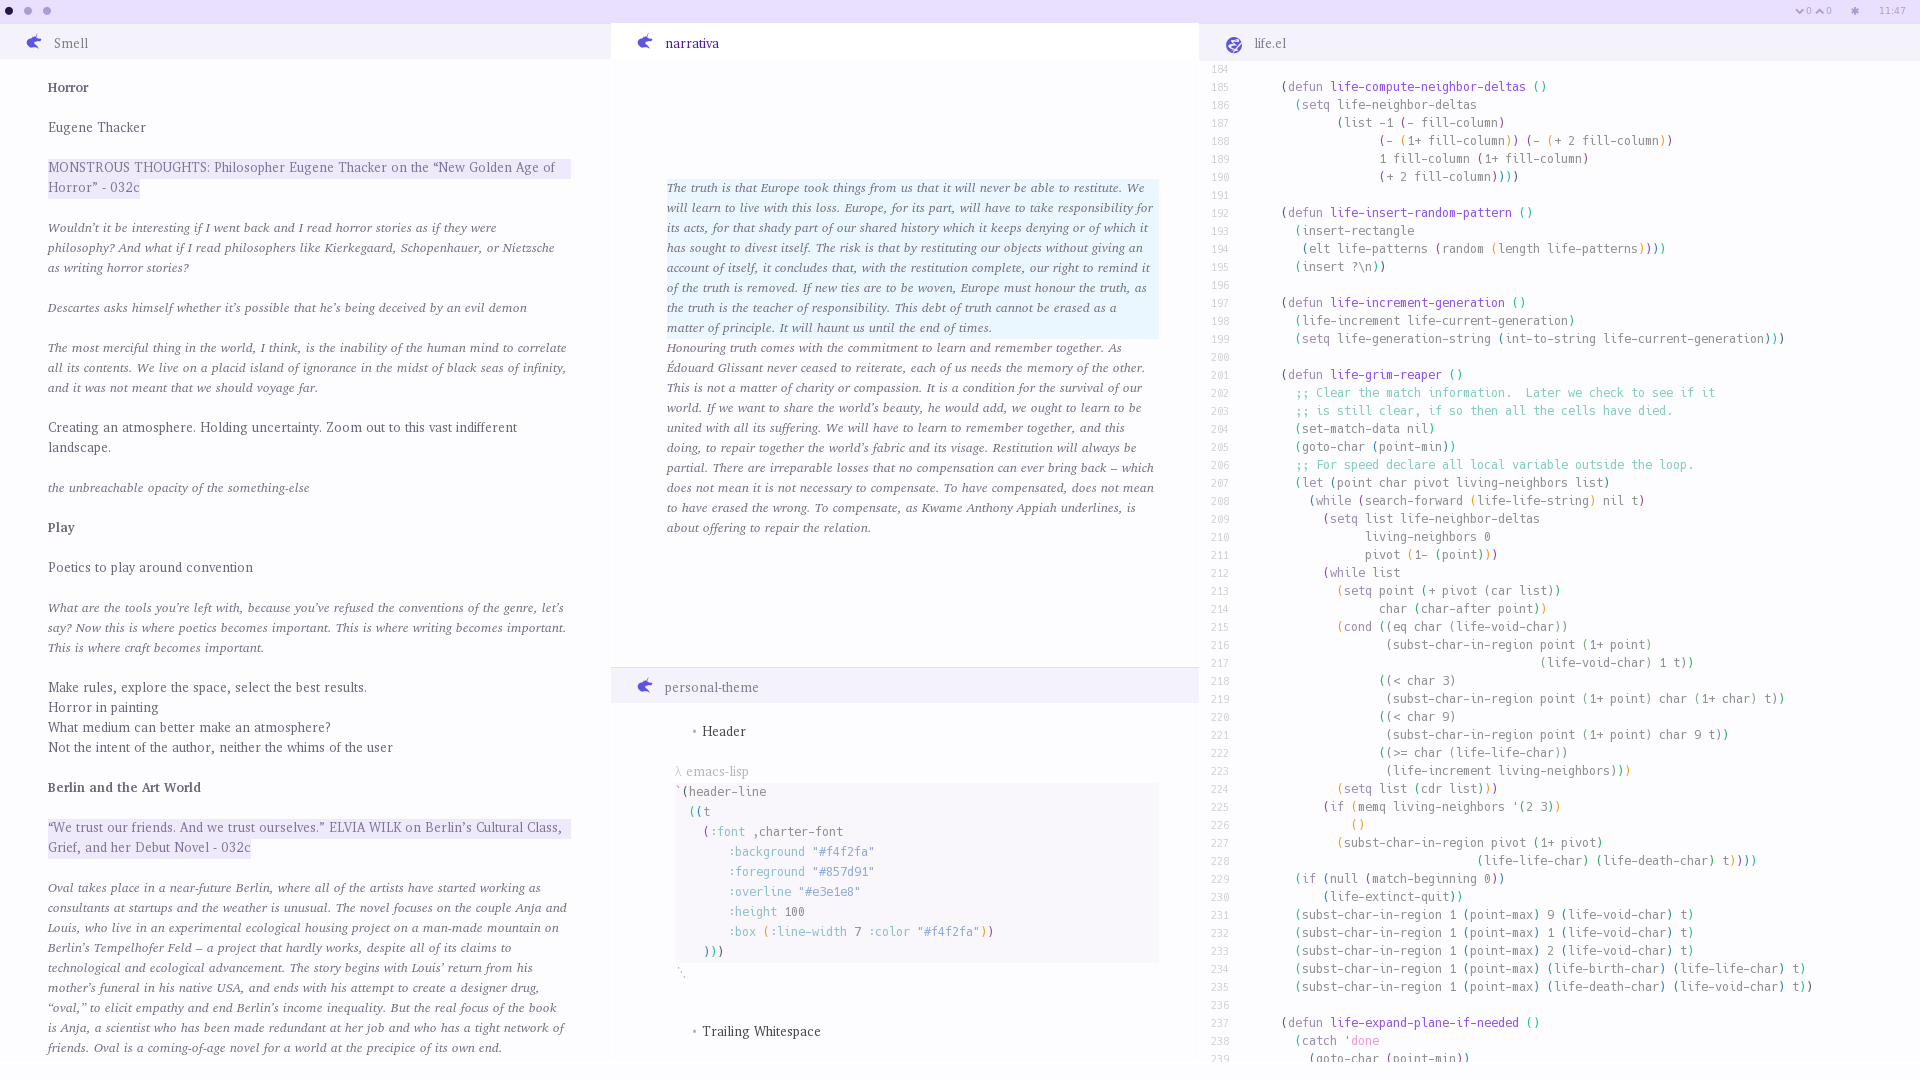 0 0 11:47
Smell
Horror
Eugene Thacker
MONSTROUS THOUGHTS: Philosopher Eugene Thacker on the “New Golden Age of
Horror” - 032c
Wouldn’t it be interesting if I went back and I read horror stories as if they were
philosophy? And what if I read philosophers like Kierkegaard, Schopenhauer, or Nietzsche
as writing horror stories?
Descartes asks himself whether it’s possible that he’s being deceived by an evil demon
The most merciful thing in the world, I think, is the inability of the human mind to correlate
all its contents. We live on a placid island of ignorance in the midst of black seas of infinity,
and it was not meant that we should voyage far.
Creating an atmosphere. Holding uncertainty. Zoom out to this vast indifferent
landscape.
the unbreachable opacity of the something-else
Play
Poetics to play around convention
What are the tools you’re left with, because you’ve refused the conventions of the genre, let’s
say? Now this is where poetics becomes important. This is where writing becomes important.
This is where craft becomes important.
Make rules, explore the space, select the best results.
Horror in painting
What medium can better make an atmosphere?
Not the intent of the author, neither the whims of the user
Berlin and the Art World
“We trust our friends. And we trust ourselves.” ELVIA WILK on Berlin’s Cultural Class,
Grief, and her Debut Novel - 032c
Oval takes place in a near-future Berlin, where all of the artists have started working as
consultants at startups and the weather is unusual. The novel focuses on the couple Anja and
Louis, who live in an experimental ecological housing project on a man-made mountain on
Berlin’s Tempelhofer Feld – a project that hardly works, despite all of its claims to
technological and ecological advancement. The story begins with Louis’ return from his
mother’s funeral in his native USA, and ends with his attempt to create a designer drug,
“oval,” to elicit empathy and end Berlin’s income inequality. But the real focus of the book
is Anja, a scientist who has been made redundant at her job and who has a tight network of
friends. Oval is a coming-of-age novel for a world at the precipice of its own end.
narrativa
The truth is that Europe took things from us that it will never be able to restitute. We
will learn to live with this loss. Europe, for its part, will have to take responsibility for
its acts, for that shady part of our shared history which it keeps denying or of which it
has sought to divest itself. The risk is that by restituting our objects without giving an
account of itself, it concludes that, with the restitution complete, our right to remind it
of the truth is removed. If new ties are to be woven, Europe must honour the truth, as
the truth is the teacher of responsibility. This debt of truth cannot be erased as a
matter of principle. It will haunt us until the end of times.
Honouring truth comes with the commitment to learn and remember together. As
Édouard Glissant never ceased to reiterate, each of us needs the memory of the other.
This is not a matter of charity or compassion. It is a condition for the survival of our
world. If we want to share the world’s beauty, he would add, we ought to learn to be
united with all its suffering. We will have to learn to remember together, and this
doing, to repair together the world’s fabric and its visage. Restitution will always be
partial. There are irreparable losses that no compensation can ever bring back – which
does not mean it is not necessary to compensate. To have compensated, does not mean
to have erased the wrong. To compensate, as Kwame Anthony Appiah underlines, is
about offering to repair the relation.
personal-theme
• Header
λ emacs-lisp
`(header-line
((t
(:font ,charter-font
:background "#f4f2fa"
:foreground "#857d91"
:overline "#e3e1e8"
:height 100
:box (:line-width 7 :color "#f4f2fa"))
)))
⋱
• Trailing Whitespace
life.el
184
185 (defun life-compute-neighbor-deltas ()
186 (setq life-neighbor-deltas
187 (list -1 (- fill-column)
188 (- (1+ fill-column)) (- (+ 2 fill-column))
189 1 fill-column (1+ fill-column)
190 (+ 2 fill-column))))
191
192 (defun life-insert-random-pattern ()
193 (insert-rectangle
194 (elt life-patterns (random (length life-patterns))))
195 (insert ?\n))
196
197 (defun life-increment-generation ()
198 (life-increment life-current-generation)
199 (setq life-generation-string (int-to-string life-current-generation)))
200
201 (defun life-grim-reaper ()
202 ;; Clear the match information.  Later we check to see if it
203 ;; is still clear, if so then all the cells have died.
204 (set-match-data nil)
205 (goto-char (point-min))
206 ;; For speed declare all local variable outside the loop.
207 (let (point char pivot living-neighbors list)
208 (while (search-forward (life-life-string) nil t)
209 (setq list life-neighbor-deltas
210 living-neighbors 0
211 pivot (1- (point)))
212 (while list
213 (setq point (+ pivot (car list))
214 char (char-after point))
215 (cond ((eq char (life-void-char))
216 (subst-char-in-region point (1+ point)
217 (life-void-char) 1 t))
218 ((< char 3)
219 (subst-char-in-region point (1+ point) char (1+ char) t))
220 ((< char 9)
221 (subst-char-in-region point (1+ point) char 9 t))
222 ((>= char (life-life-char))
223 (life-increment living-neighbors)))
224 (setq list (cdr list)))
225 (if (memq living-neighbors '(2 3))
226 ()
227 (subst-char-in-region pivot (1+ pivot)
228 (life-life-char) (life-death-char) t))))
229 (if (null (match-beginning 0))
230 (life-extinct-quit))
231 (subst-char-in-region 1 (point-max) 9 (life-void-char) t)
232 (subst-char-in-region 1 (point-max) 1 (life-void-char) t)
233 (subst-char-in-region 1 (point-max) 2 (life-void-char) t)
234 (subst-char-in-region 1 (point-max) (life-birth-char) (life-life-char) t)
235 (subst-char-in-region 1 (point-max) (life-death-char) (life-void-char) t))
236
237 (defun life-expand-plane-if-needed ()
238 (catch 'done
239 (goto-char (point-min))